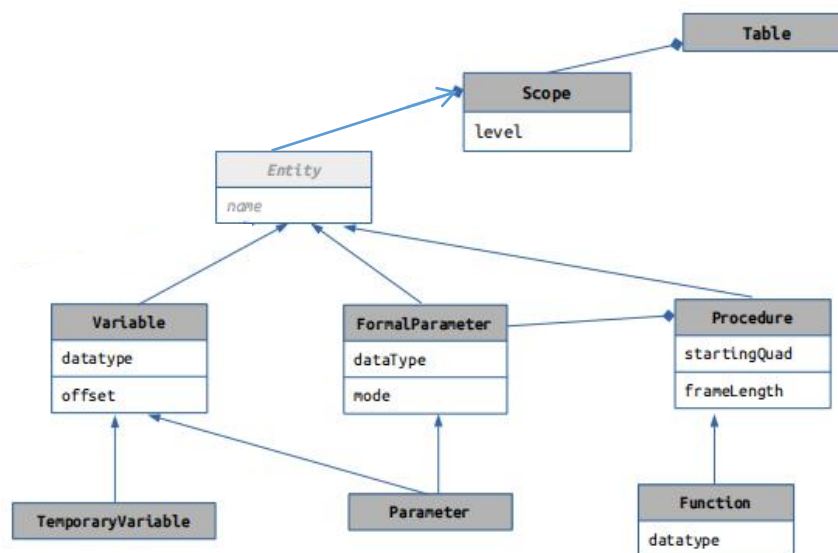 Table
Scope
level
Entity
name
Variable
datatype
offset
FormalParameter
dataType
mode
Procedure
startingQuad
frameLength
TemporaryVariable
Parameter
Function
datatype